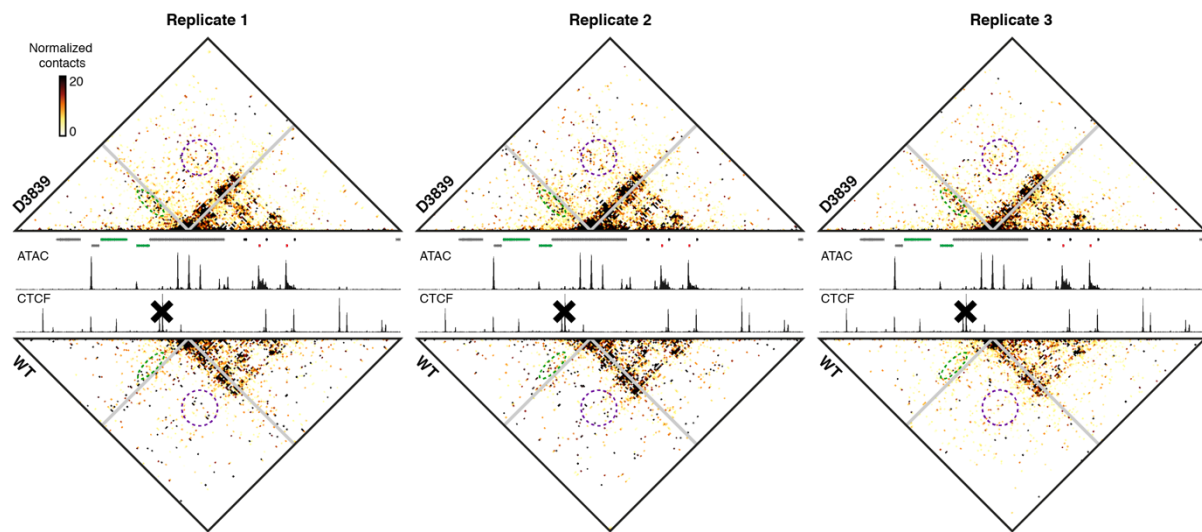 Replicate 1
Replicate 2
Replicate 3
Normalized
contacts
20
0
D3839
D3839
D3839
ATAC
ATAC
ATAC
CTCF
CTCF
CTCF
WT
WT
WT